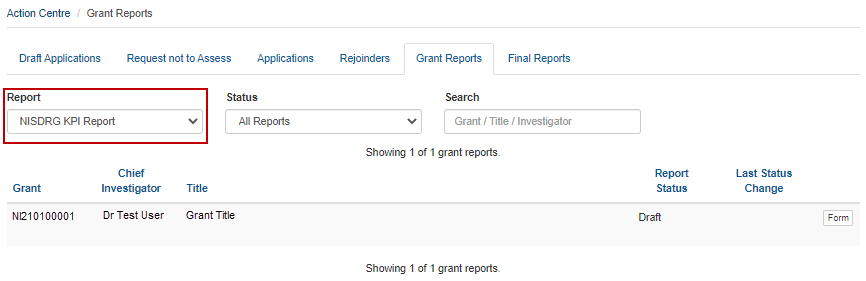 Action Centre / Grant Reports
Draft Applications Request not to Assess Applications Rejoinders Grant Reports Final Reports
Report Status Search
NISDRG KPI Report All Reports Grant / Title / Investigator
Showing 1 of 1 grant reports.
Grant Chief Investigator Title Report Status Last Status Change
NI210100001 Dr Test User Grant Title Draft Form
Showing 1 of 1 grant reports.